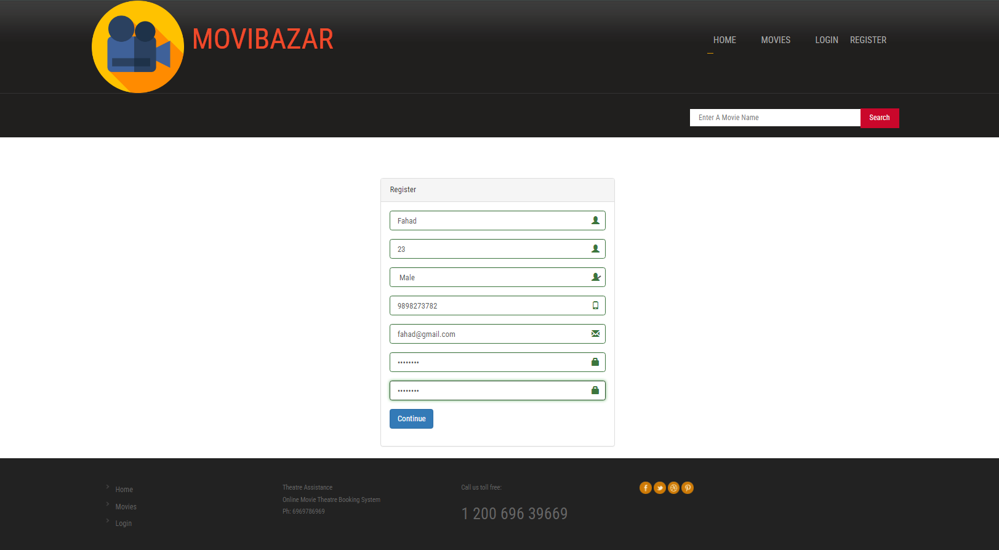 MOVIBAZAR
HOME MOVIES LOGIN REGISTER
Enter A Movie Name Search
Register
Fahad
23
Male
9898273782
fahad@gmail.com
••••••••
••••••••
Continue
Home
Movies
Login
Theatre Assistance
Online Movie Theatre Booking System
Ph: 6969786969
Call us toll free:
1 200 696 39669